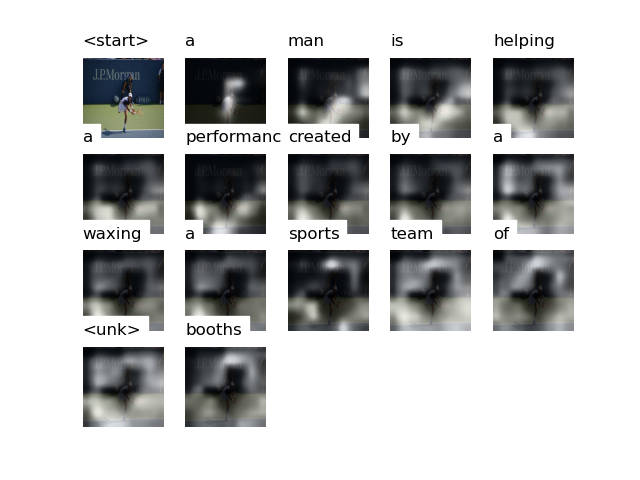 <start> a man is helping
J.P.Morgan
a performanc created by a
waxing a sports team of
<unk> booths